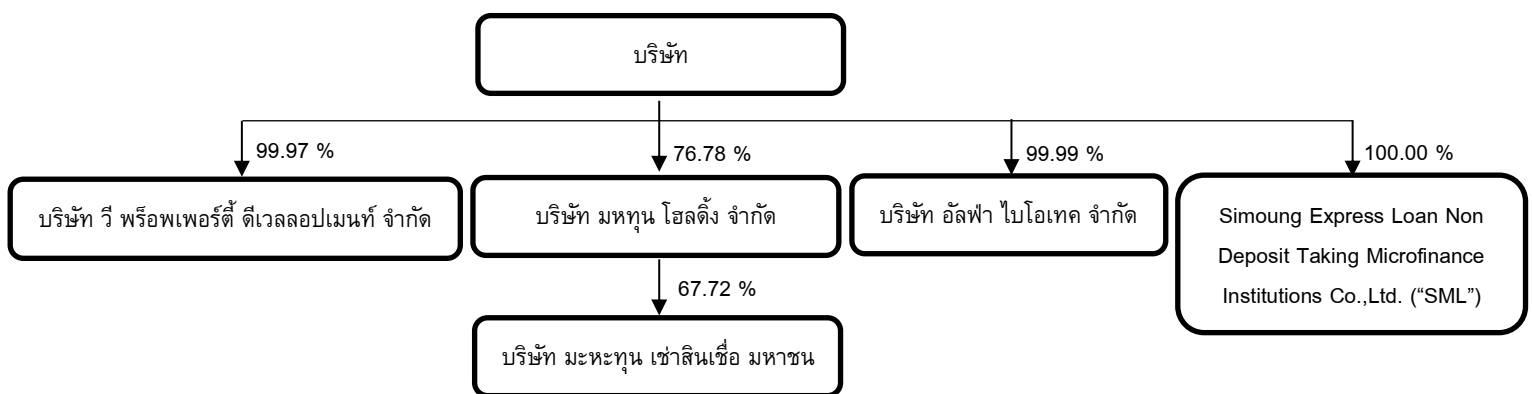 บริษัท
99.97 %
76.78 %
99.99 %
100.00 %
บริษัท วี พร็อพเพอร์ตี้ ดีเวลลอปเมนท์ จำกัด
บริษัท มหทุน โฮลดิ้ง จำกัด
บริษัท อัลฟ่า ไบโอเทค จำกัด
Simoung Express Loan Non
Deposit Taking Microfinance
Institutions Co.,Ltd. (“SML”)
67.72 %
บริษัท มะหะทุน เช่าสินเชื่อ มหาชน